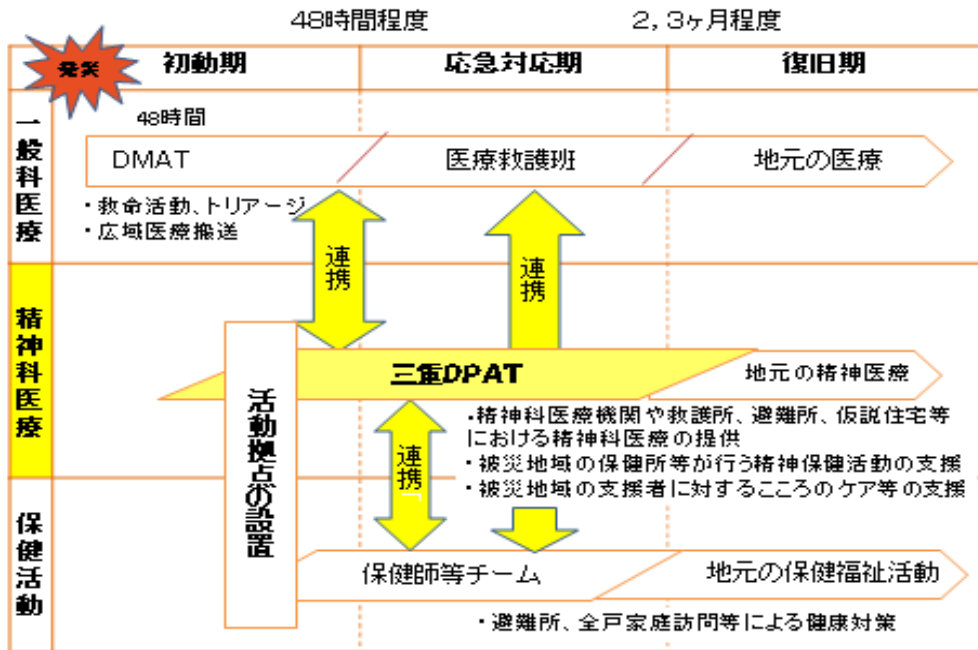 48時間程度
2,3ヶ月程度
発災
初動期
応急対応期
復旧期
一般科医療
48時間
DMAT
医療救護班
地元の医療
・救命活動、トリアージ
・広域医療搬送
連携
連携
精神科医療
活動拠点の設置
三重DPAT
地元の精神医療
・精神科医療機関や救護所、避難所、仮説住宅等
における精神科医療の提供
・被災地域の保健所等が行う精神保健活動の支援
・被災地域の支援者に対するこころのケア等の支援
連携
保健活動
保健師等チーム
地元の保健福祉活動
・避難所、全戸家庭訪問等による健康対策